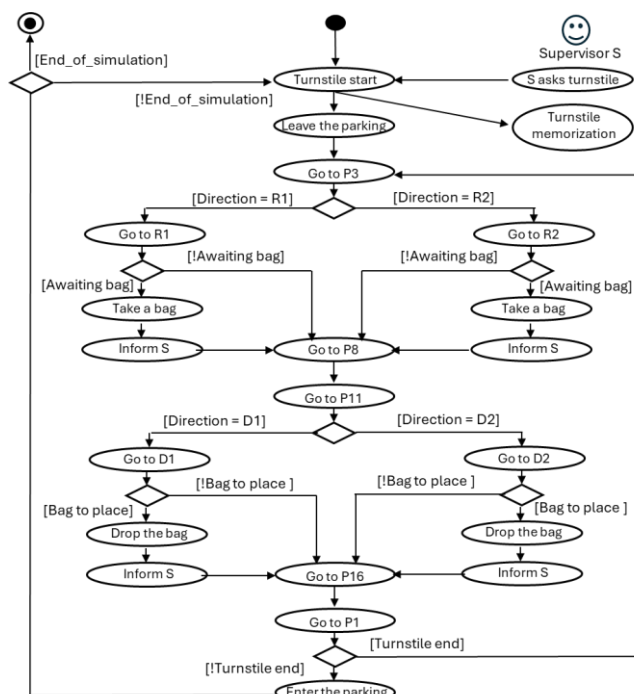 [End_of_simulation]
Supervisor S
Turnstile start
S asks turnstile
[!End_of_simulation]
Leave the parking
Turnstile
memorization
Go to P3
[Direction = R1]
[Direction = R2]
Go to R1
Go to R2
[!Awaiting bag]
[!Awaiting bag]
[Awaiting bag]
[Awaiting bag]
Take a bag
Take a bag
Inform S
Go to P8
Inform S
Go to P11
[Direction = D1]
[Direction = D2]
Go to D1
Go to D2
[!Bag to place ]
[!Bag to place ]
[Bag to place]
[Bag to place ]
Drop the bag
Drop the bag
Inform S
Go to P16
Inform S
Go to P1
[Turnstile end]
[!Turnstile end]
Enter the parking